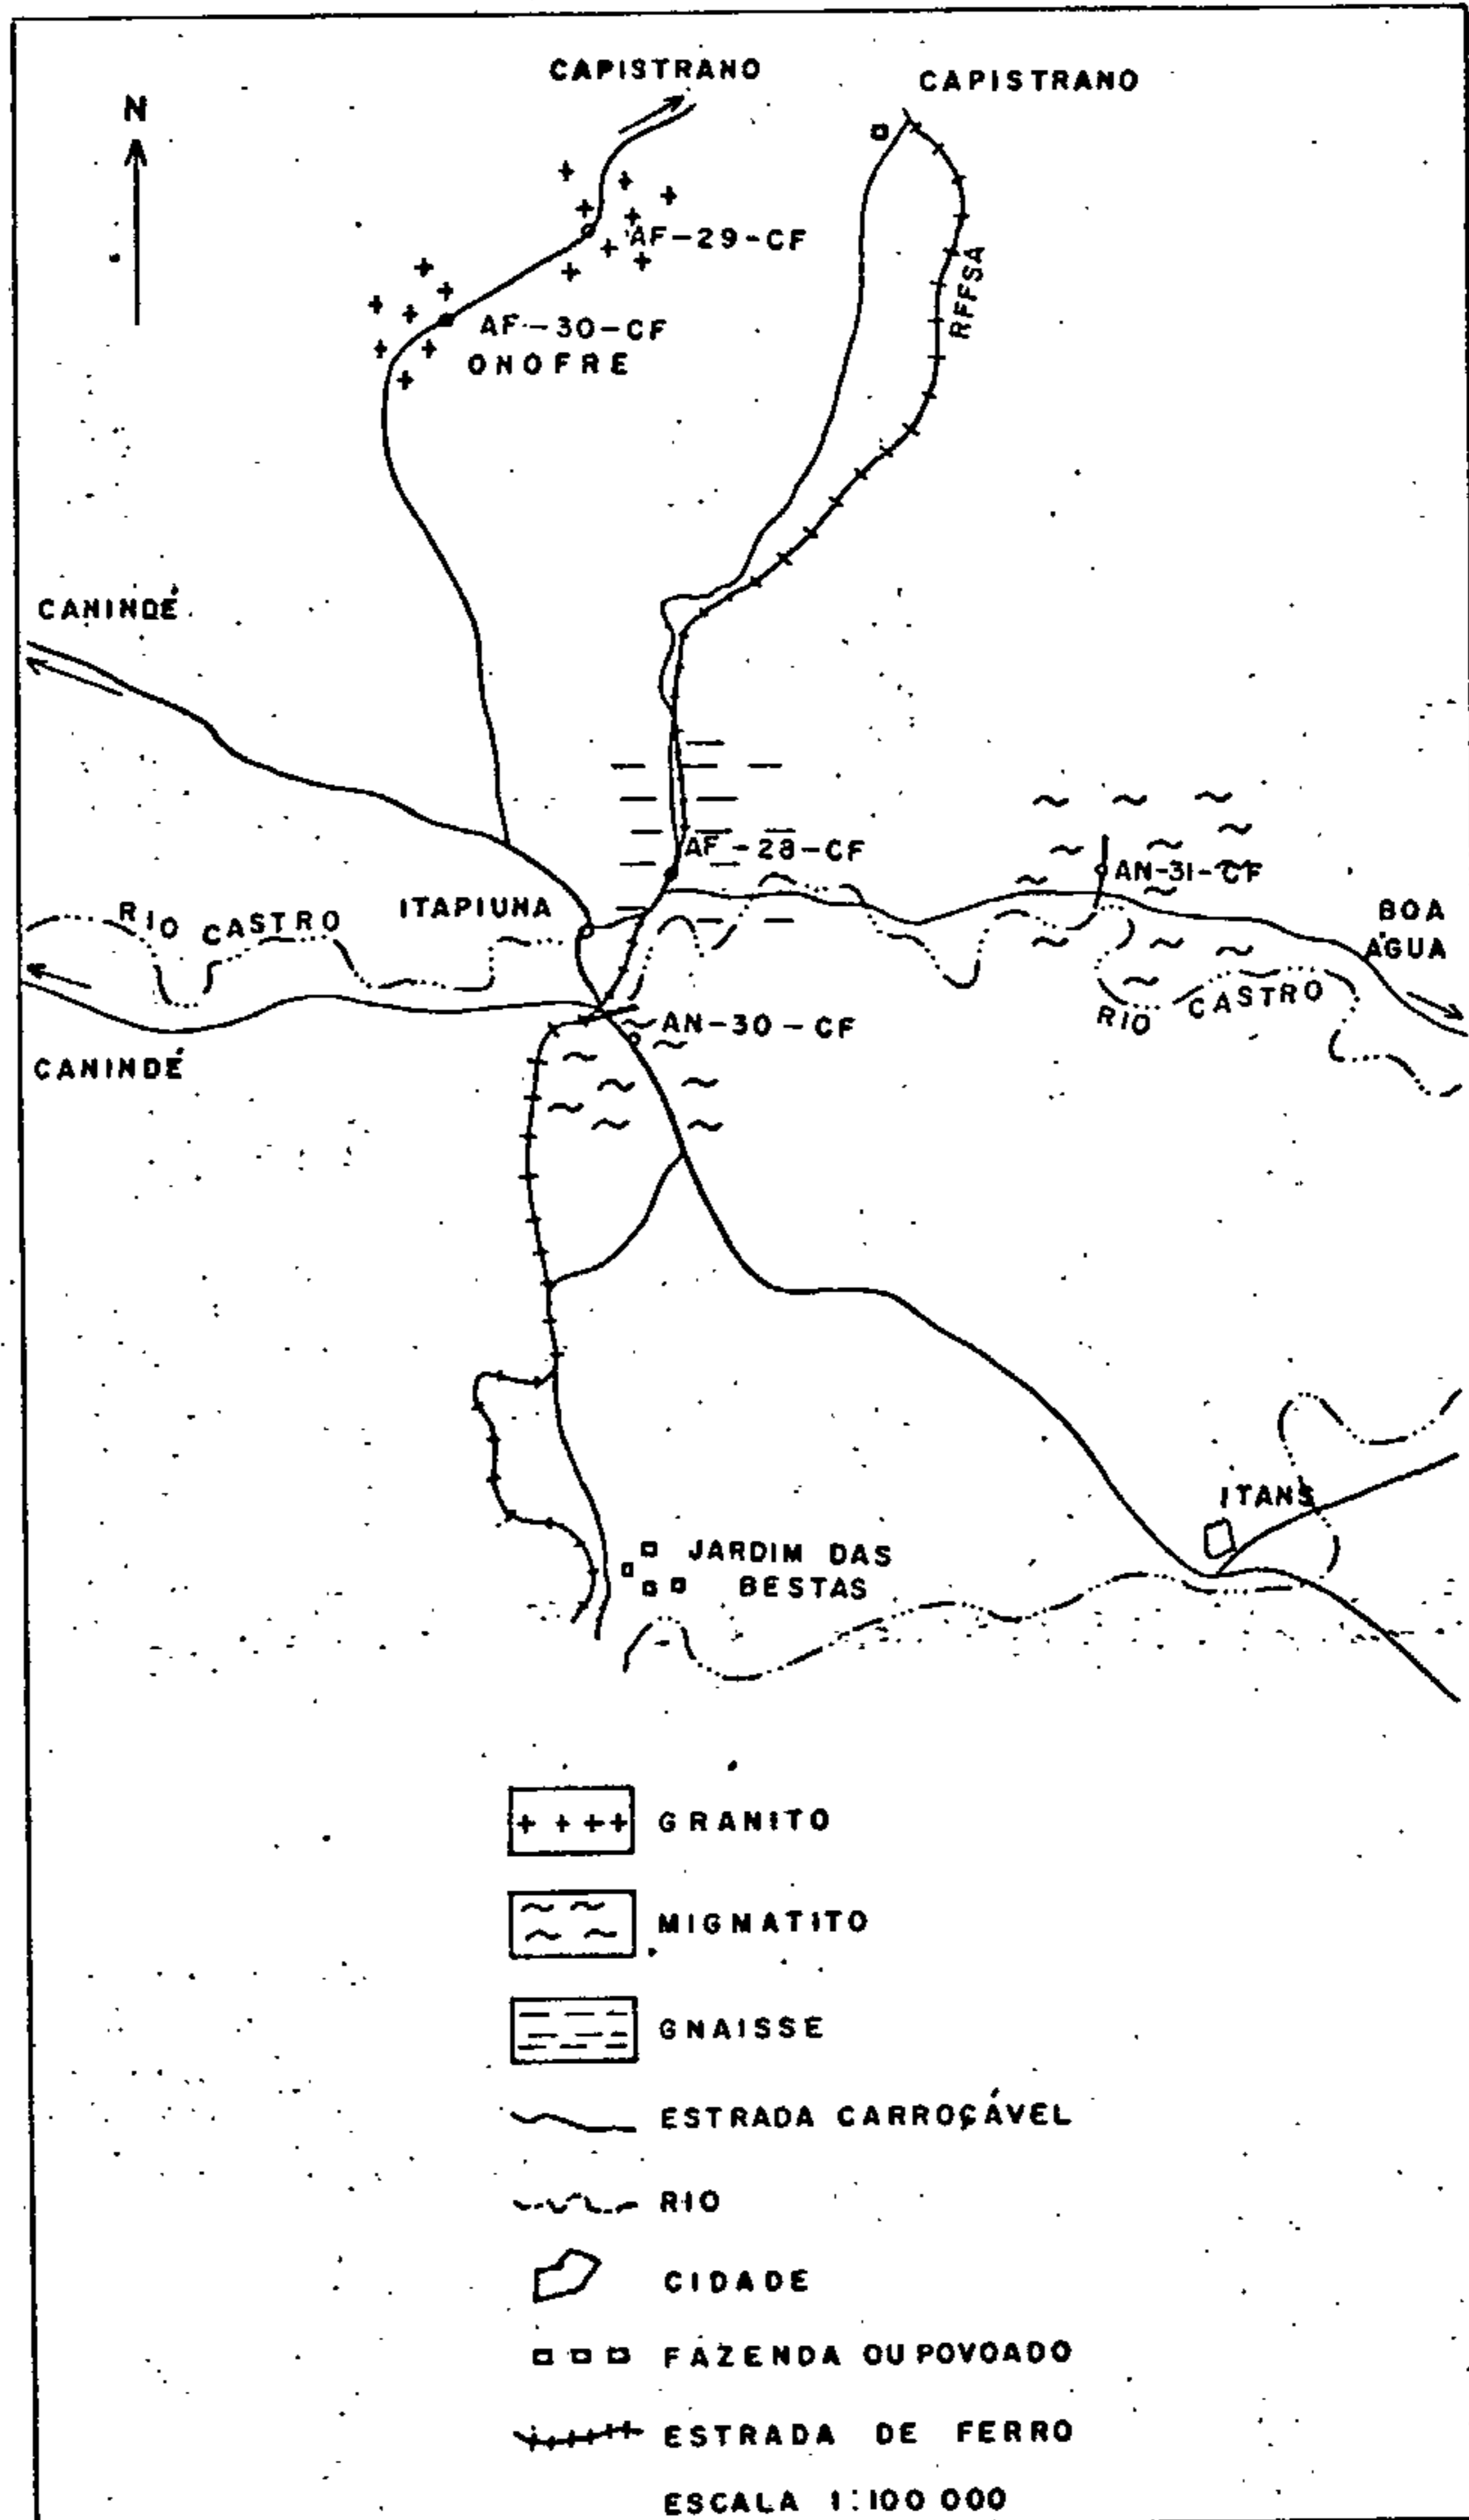 CAPISTRANO
CAPISTRANO
N
AF-29-CF
RFFSA
AF-30-CF
ONOFRE
CANINDÉ
AF-28-CF
AN-31-CF
ITAPIUNA
RIO CASTRO
BOA
ÁGUA
RIO CASTRO
AN-30-CF
CANINDÉ
ITANS
JARDIM DAS
BESTAS
GRANITO
MIGMATITO
GNAISSE
ESTRADA CARROÇÁVEL
RIO
CIDADE
FAZENDA OU POVOADO
ESTRADA DE FERRO
ESCALA 1:100 000